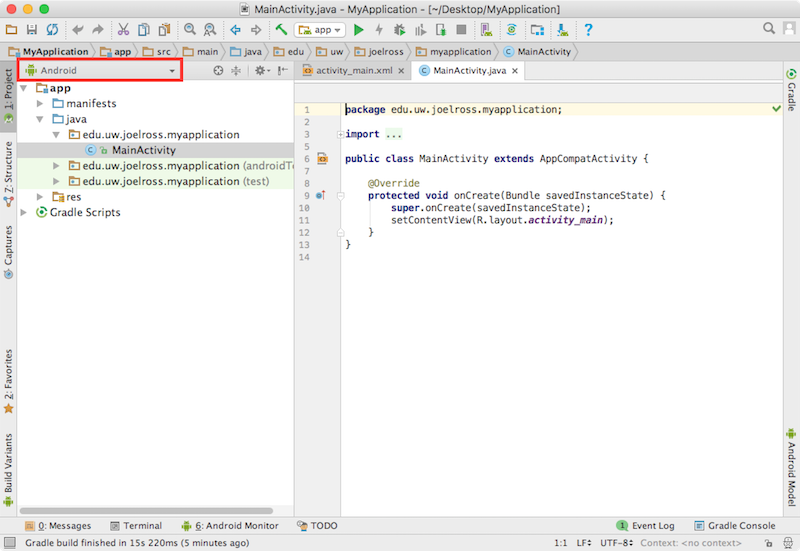 MainActivity.java - MyApplication - [~/Desktop/MyApplication]
app
MyApplication app src main java edu uw joelross myapplication MainActivity
1: Project
Z: Structure
Captures
2: Favorites
Build Variants
Android
app
manifests
java
edu.uw.joelross.myapplication
MainActivity
edu.uw.joelross.myapplication (androidTe
edu.uw.joelross.myapplication (test)
res
Gradle Scripts
activity_main.xml
MainActivity.java
1 package edu.uw.joelross.myapplication;
2
3 import ...
5
6 public class MainActivity extends AppCompatActivity {
7
8 @Override
9 protected void onCreate(Bundle savedInstanceState) {
10 super.onCreate(savedInstanceState);
11 setContentView(R.layout.activity_main);
12 }
13 }
14
Gradle
Android Model
0: Messages Terminal 6: Android Monitor TODO 1 Event Log Gradle Console
Gradle build finished in 15s 220ms (5 minutes ago) 1:1 LF UTF-8 Context: <no context>